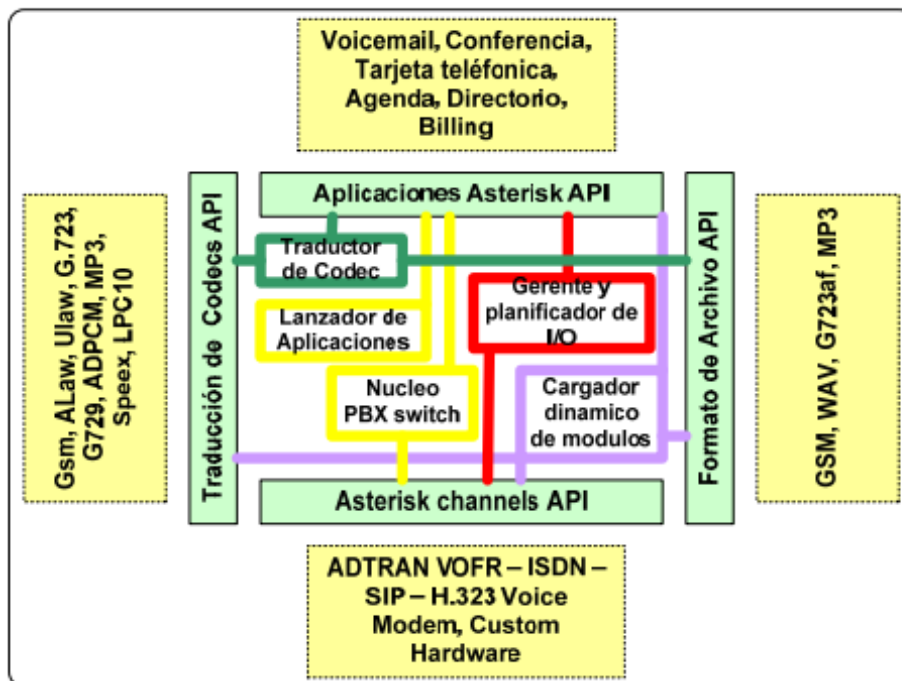 Voicemail, Conferencia,
Tarjeta teléfonica,
Agenda, Directorio,
Billing
Aplicaciones Asterisk API
Gsm, ALaw, Ulaw, G.723,
G729, ADPCM, MP3,
Speex, LPC10
Traducción de Codecs API
Traductor
de Codec
Lanzador de
Aplicaciones
Nucleo
PBX switch
Gerente y
planificador de
I/O
Cargador
dinamico
de modulos
Formato de Archivo API
GSM, WAV, G723af, MP3
Asterisk channels API
ADTRAN VOFR – ISDN –
SIP – H.323 Voice
Modem, Custom
Hardware